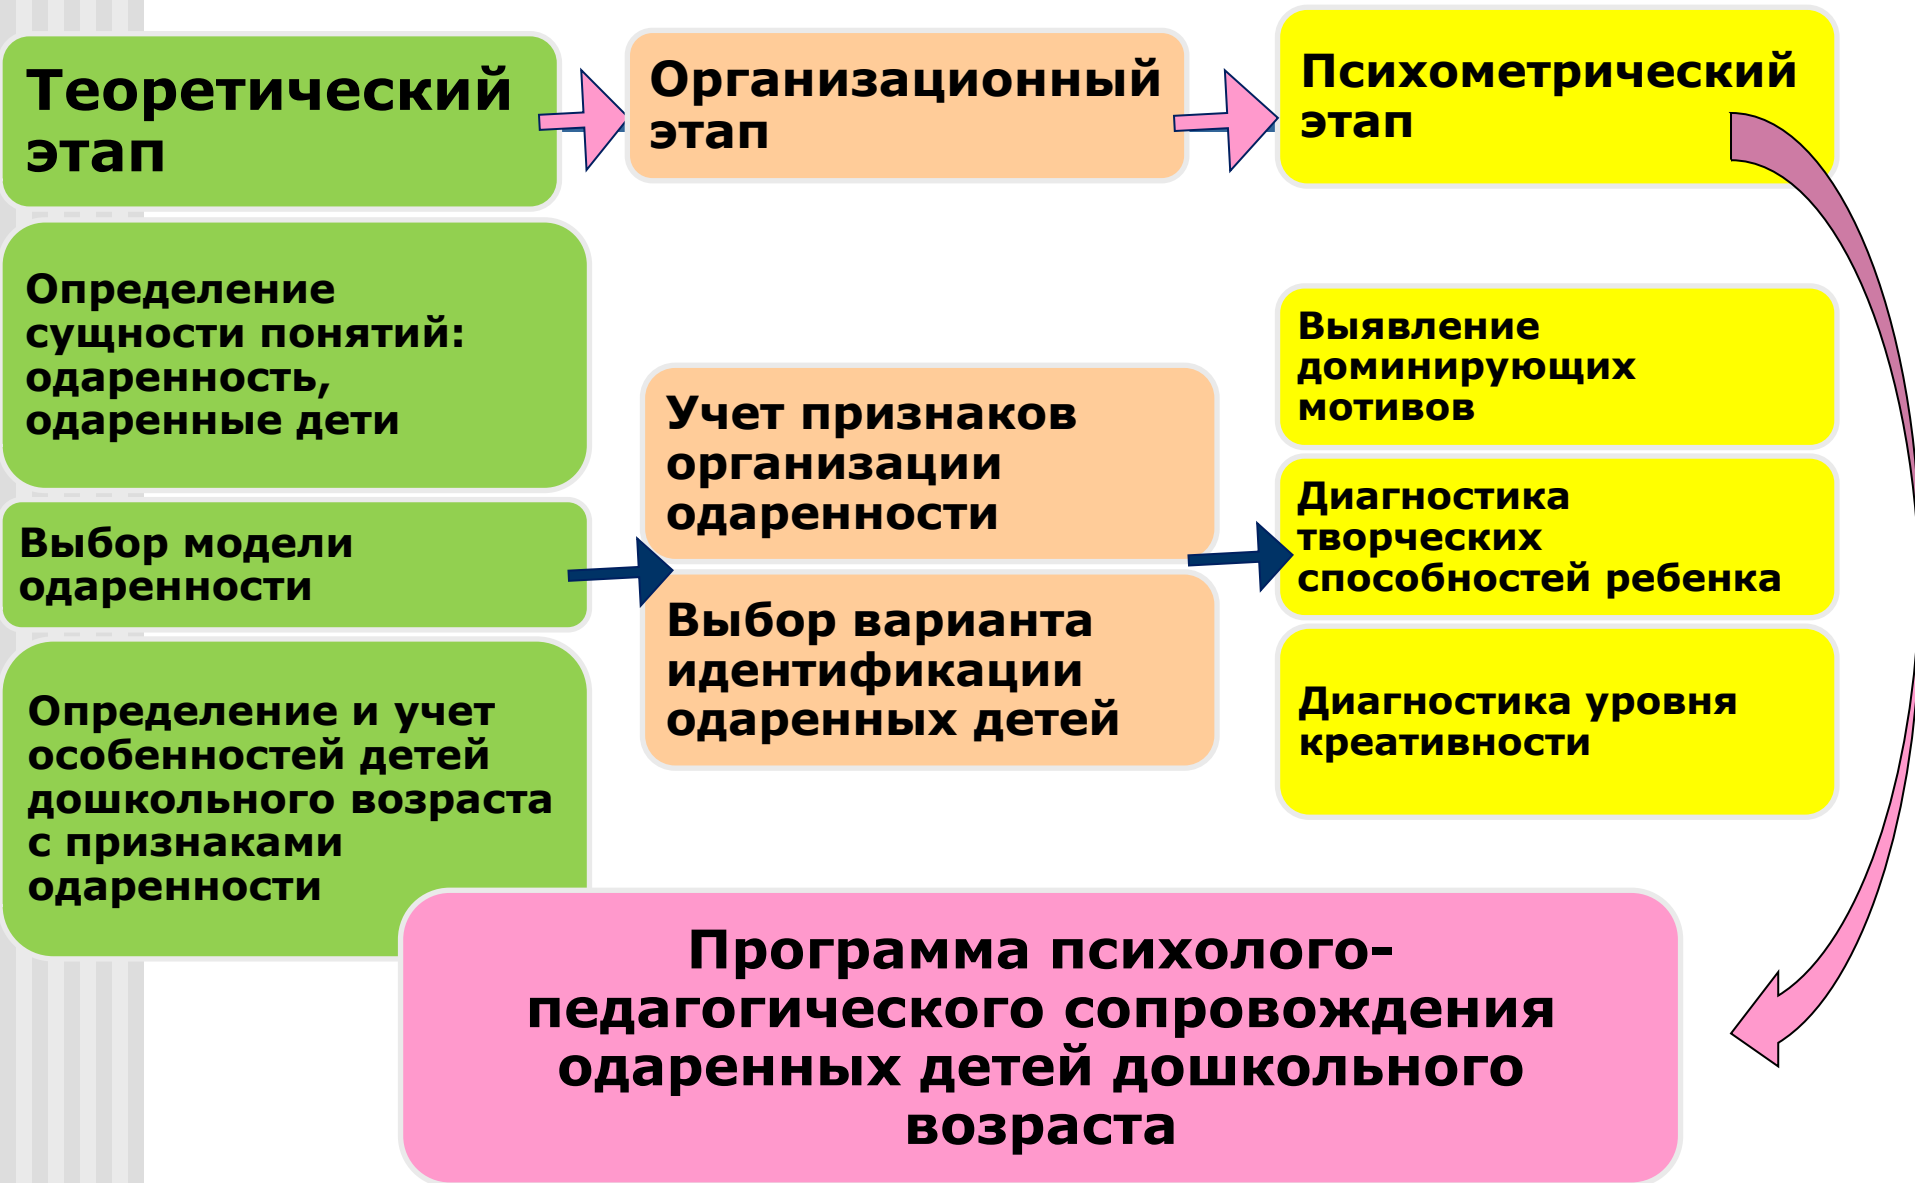 Теоретический
этап
Организационный
этап
Психометрический
этап
Определение
сущности понятий:
одаренность,
одаренные дети
Выбор модели
одаренности
Определение и учет
особенностей детей
дошкольного возраста
с признаками
одаренности
Учет признаков
организации
одаренности
Выбор варианта
идентификации
одаренных детей
Выявление
доминирующих
мотивов
Диагностика
творческих
способностей ребенка
Диагностика уровня
креативности
Программа психолого-
педагогического сопровождения
одаренных детей дошкольного
возраста